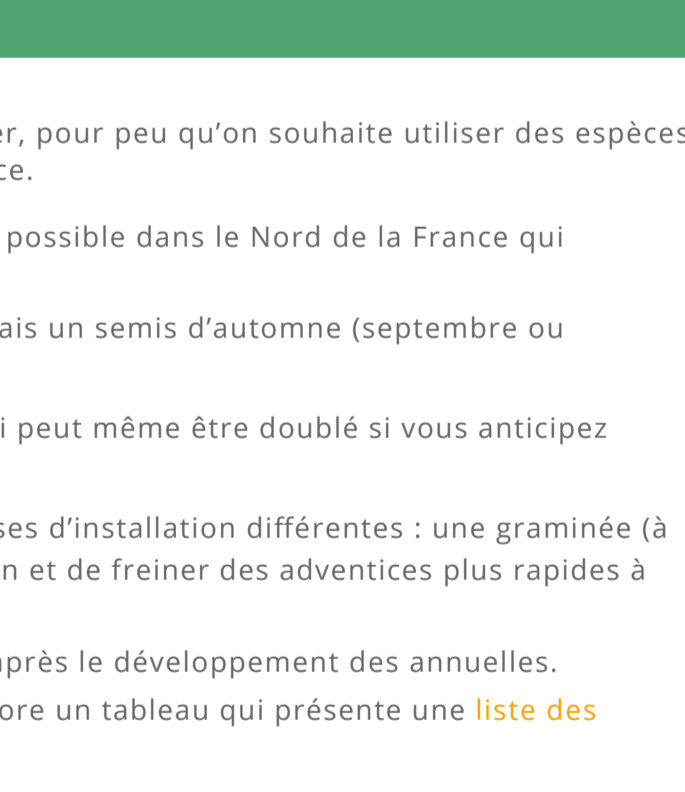 er, pour peu qu’on souhaite utiliser des espèces
ce.
possible dans le Nord de la France qui
ais un semis d’automne (septembre ou
i peut même être doublé si vous anticipez
ses d’installation différentes : une graminée (à
n et de freiner des adventices plus rapides à
après le développement des annuelles.
ore un tableau qui présente une liste des